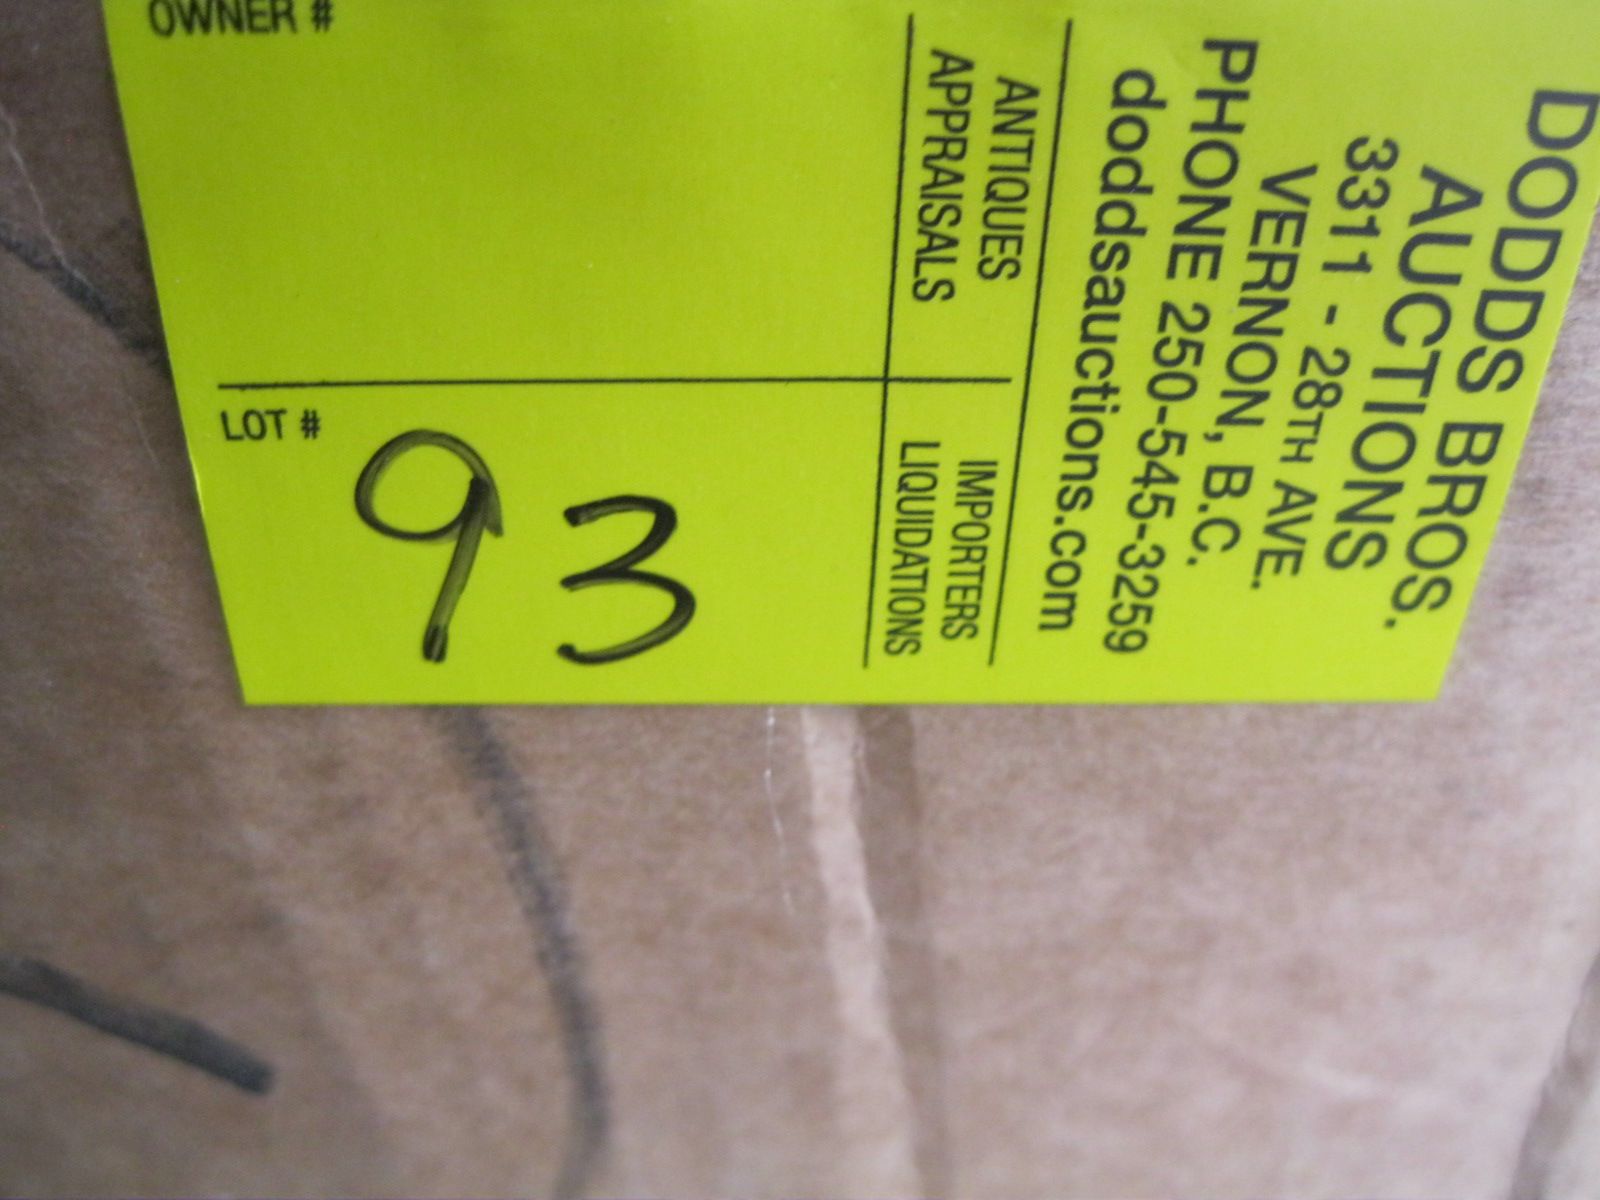 DODDS BROS.
AUCTIONS
3311 - 28TH AVE.
VERNON, B.C.
PHONE 250-545-3259
doddsauctions.com
ANTIQUES
APPRAISALS
IMPORTERS
LIQUIDATIONS
OWNER #
LOT #
93